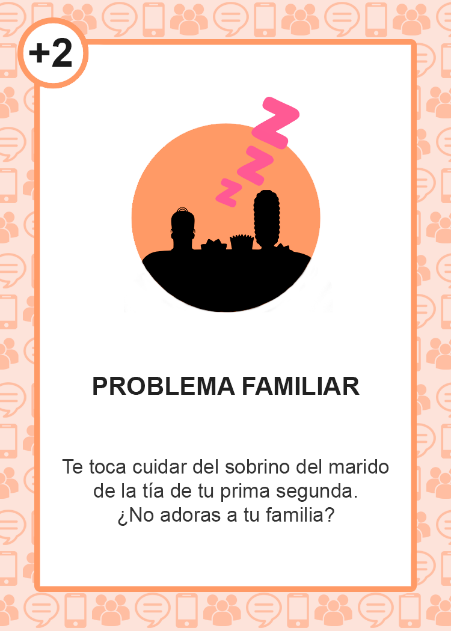 +2
Z
Z
Z
PROBLEMA FAMILIAR
Te toca cuidar del sobrino del marido
de la tía de tu prima segunda.
¿No adoras a tu familia?